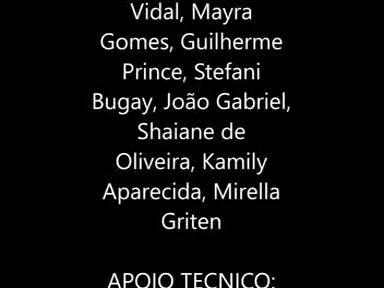 Vidal, Mayra
Gomes, Guilherme
Prince, Stefani
Bugay, João Gabriel,
Shaiane de
Oliveira, Kamily
Aparecida, Mirella
Griten
APOIO TECNICO: